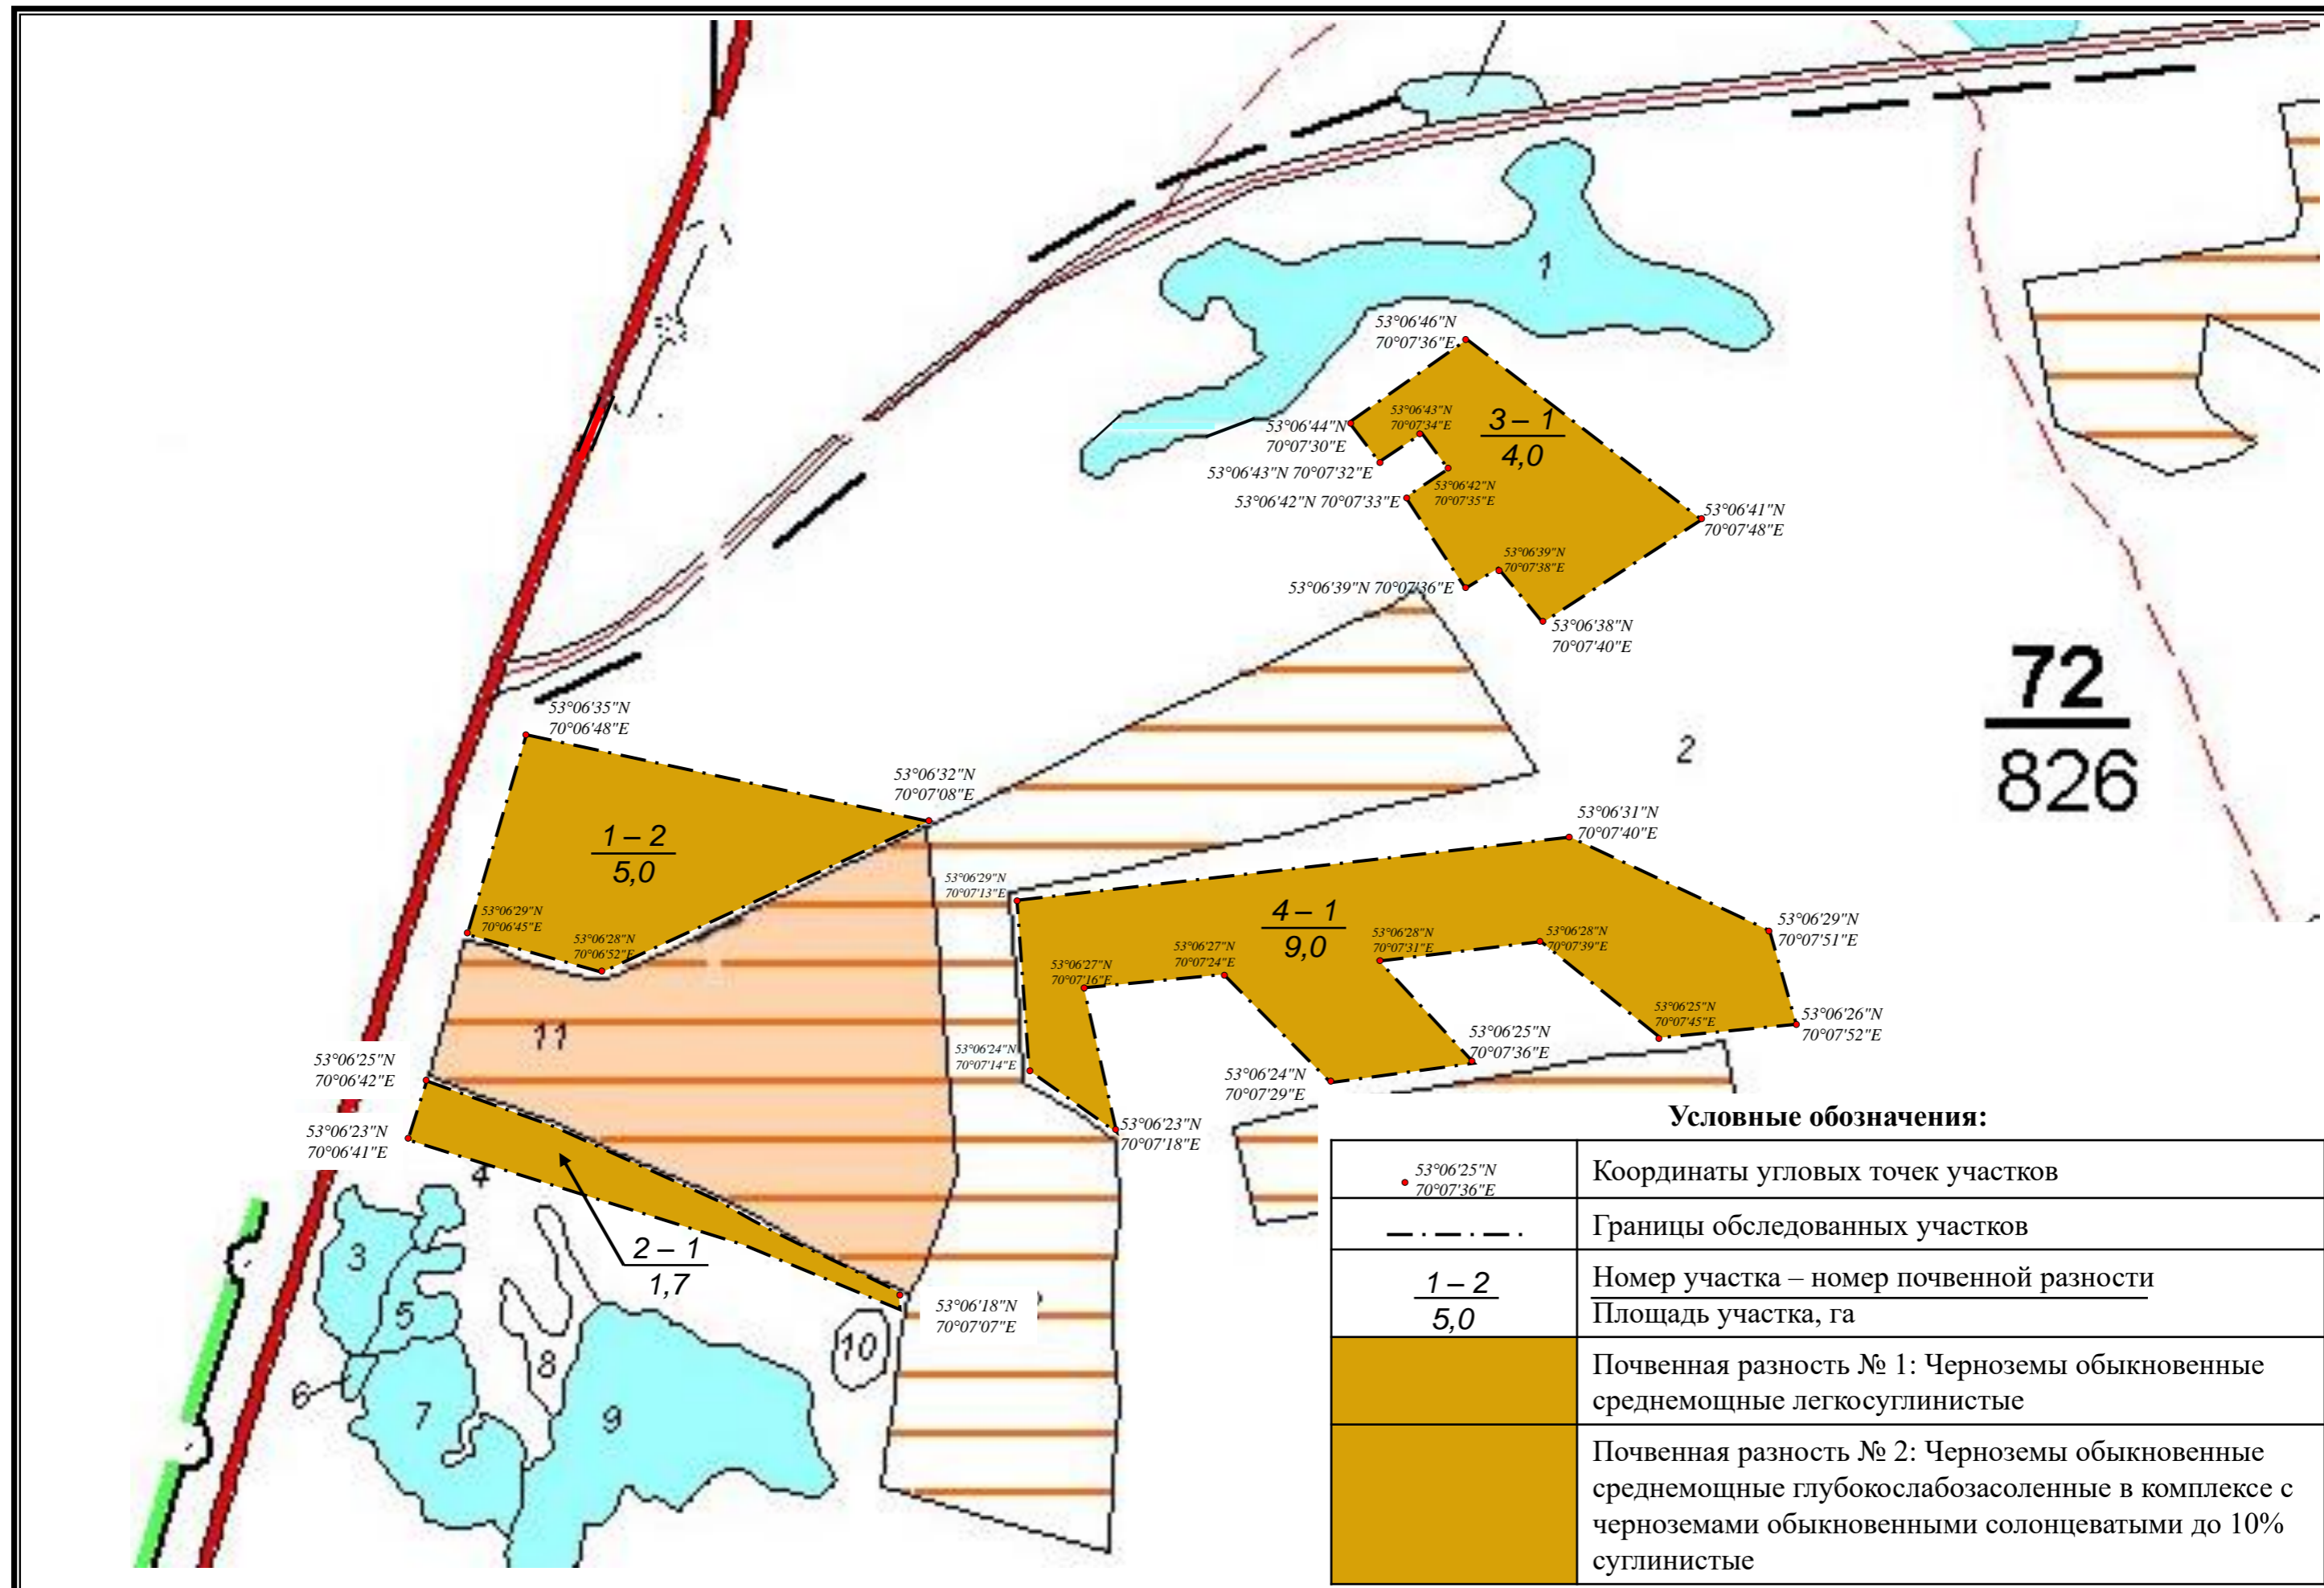 1
53°06'46"N
70°07'36"E
53°06'44"N
70°07'30"E
53°06'43"N
70°07'34"E
3 – 1
4,0
53°06'43"N 70°07'32"E
53°06'42"N 70°07'33"E
53°06'42"N
70°07'35"E
53°06'41"N
70°07'48"E
53°06'39"N
70°07'38"E
53°06'39"N 70°07'36"E
53°06'38"N
70°07'40"E
72
826
2
53°06'35"N
70°06'48"E
53°06'32"N
70°07'08"E
1 – 2
5,0
53°06'29"N
70°06'45"E
53°06'28"N
70°06'52"E
53°06'31"N
70°07'40"E
53°06'29"N
70°07'13"E
4 – 1
9,0
53°06'29"N
70°07'51"E
53°06'27"N
70°07'16"E
53°06'27"N
70°07'24"E
53°06'28"N
70°07'31"E
53°06'28"N
70°07'39"E
53°06'25"N
70°07'45"E
53°06'26"N
70°07'52"E
11
53°06'24"N
70°07'14"E
53°06'25"N
70°07'36"E
53°06'24"N
70°07'29"E
53°06'23"N
70°07'18"E
53°06'25"N
70°06'42"E
53°06'23"N
70°06'41"E
4
3
5
2 – 1
1,7
53°06'18"N
70°07'07"E
10
6
8
7
9
Условные обозначения:
53°06'25"N
70°07'36"E
Координаты угловых точек участков
Границы обследованных участков
1 – 2
5,0
Номер участка – номер почвенной разности
Площадь участка, га
Почвенная разность № 1: Черноземы обыкновенные
среднемощные легкосуглинистые
Почвенная разность № 2: Черноземы обыкновенные
среднемощные глубокослабозасоленные в комплексе с
черноземами обыкновенными солонцеватыми до 10%
суглинистые